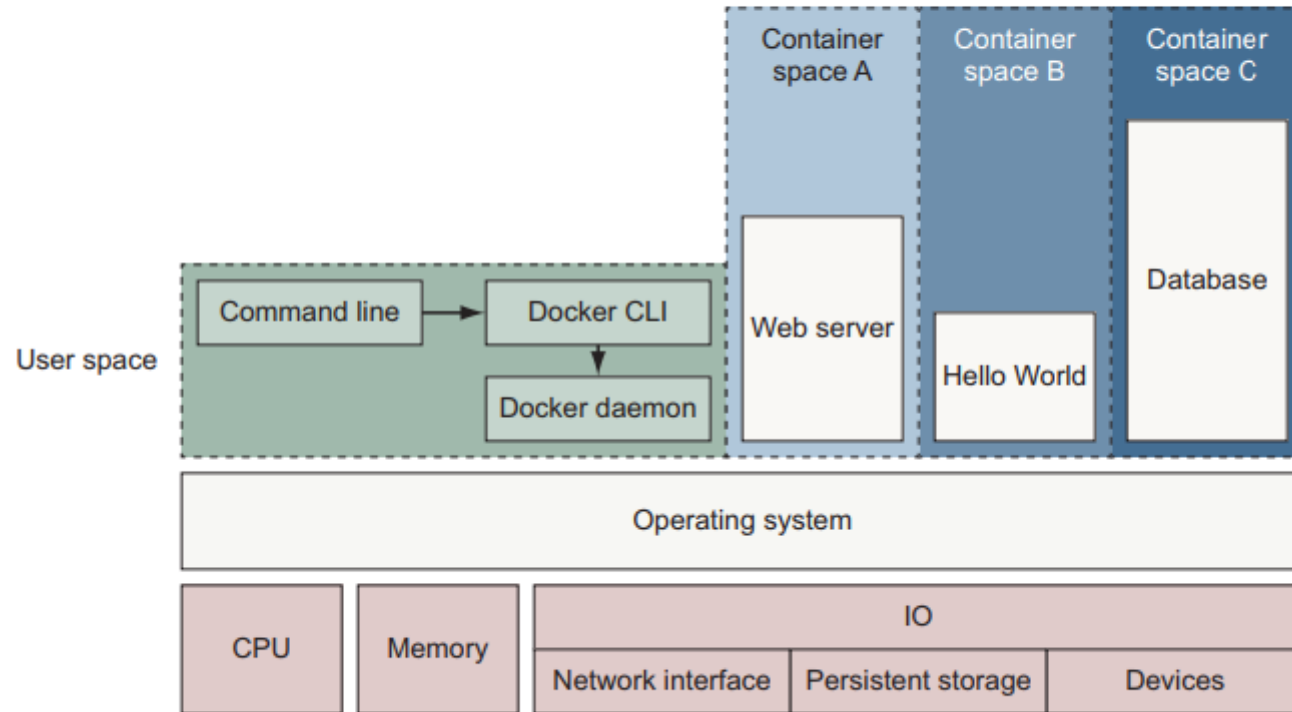 Container
space A
Container
space B
Container
space C
Command line
Docker CLI
Docker daemon
User space
Web server
Hello World
Database
Operating system
CPU
Memory
IO
Network interface
Persistent storage
Devices